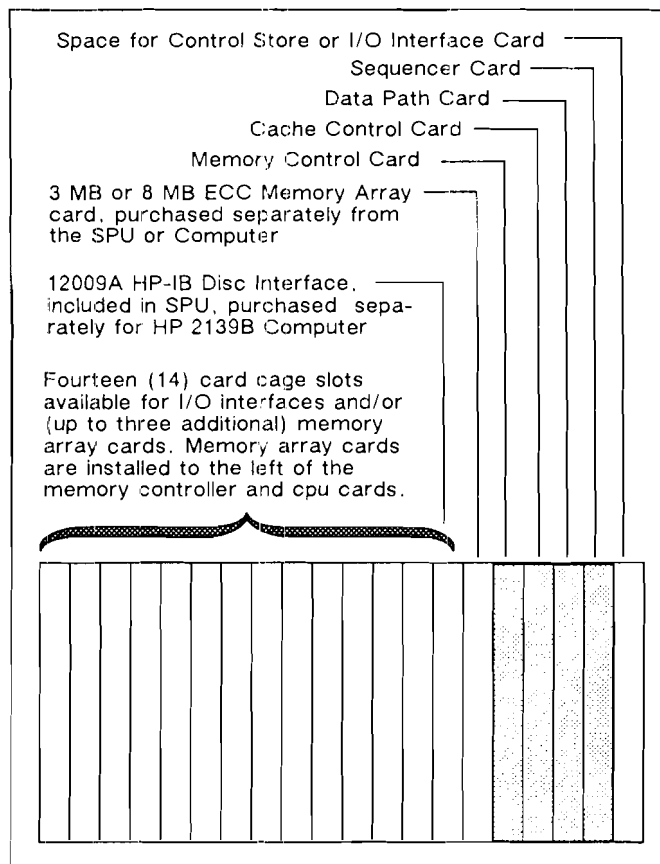 Space for Control Store or I/O Interface Card
Sequencer Card
Data Path Card
Cache Control Card
Memory Control Card
3 MB or 8 MB ECC Memory Array
card, purchased separately from
the SPU or Computer
12009A HP-IB Disc Interface,
included in SPU, purchased sepa-
rately for HP 2139B Computer
Fourteen (14) card cage slots
available for I/O interfaces and/or
(up to three additional) memory
array cards. Memory array cards
are installed to the left of the
memory controller and cpu cards.